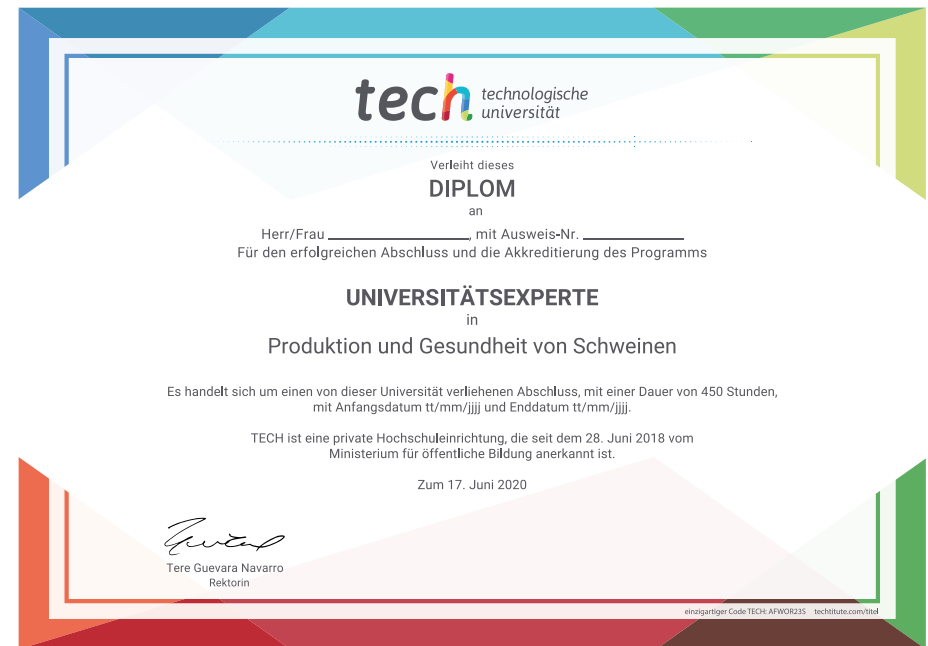 tech technologische
universität
Verleiht dieses
DIPLOM
an
Herr/Frau ____________________, mit Ausweis-Nr. ______________
Für den erfolgreichen Abschluss und die Akkreditierung des Programms
UNIVERSITÄTSEXPERTE
in
Produktion und Gesundheit von Schweinen
Es handelt sich um einen von dieser Universität verliehenen Abschluss, mit einer Dauer von 450 Stunden,
mit Anfangsdatum tt/mm/jjjj und Enddatum tt/mm/jjjj.
TECH ist eine private Hochschuleinrichtung, die seit dem 28. Juni 2018 vom
Ministerium für öffentliche Bildung anerkannt ist.
Zum 17. Juni 2020
Tere Guevara Navarro
Rektorin
einzigartiger Code TECH: AFWOR23S techtitute.com/titel